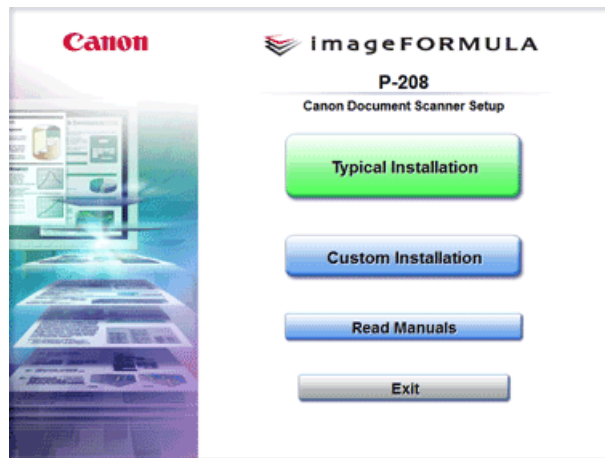 Canon
imageFORMULA
P-208
Canon Document Scanner Setup
Typical Installation
Custom Installation
Read Manuals
Exit